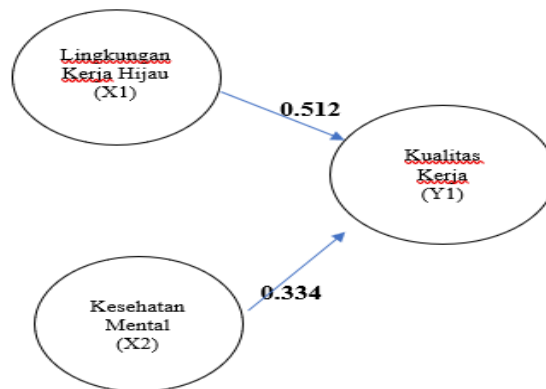 Lingkungan
Kerja Hijau
(X1)
0.512
Kualitas
Kerja
(Y1)
0.334
Kesehatan
Mental
(X2)